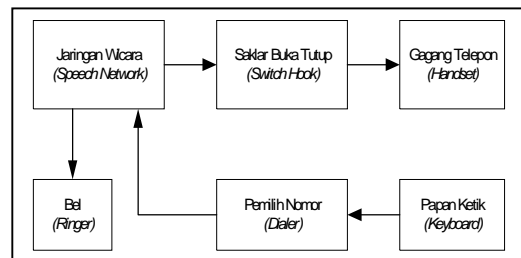 Jaringan Wicara
(Speech Network)
Saklar Buka Tutup
(Switch Hook)
Gagang Telepon
(Handset)
Bel
(Ringer)
Pemilih Nomor
(Dialer)
Papan Ketik
(Keyboard)